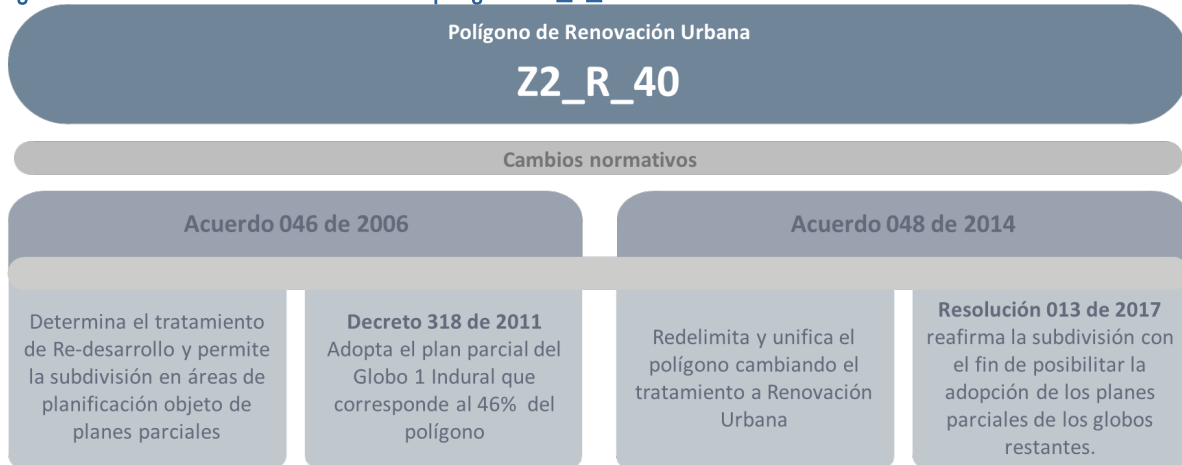 Polígono de Renovación Urbana
Z2_R_40
Cambios normativos
Acuerdo 046 de 2006
Acuerdo 048 de 2014
Determina el tratamiento
de Re-desarrollo y permite
la subdivisión en áreas de
planificación objeto de
planes parciales
Decreto 318 de 2011
Adopta el plan parcial del
Globo 1 Indural que
corresponde al 46% del
polígono
Redelimita y unifica el
polígono cambiando el
tratamiento a Renovación
Urbana
Resolución 013 de 2017
reafirma la subdivisión con
el fin de posibilitar la
adopción de los planes
parciales de los globos
restantes.